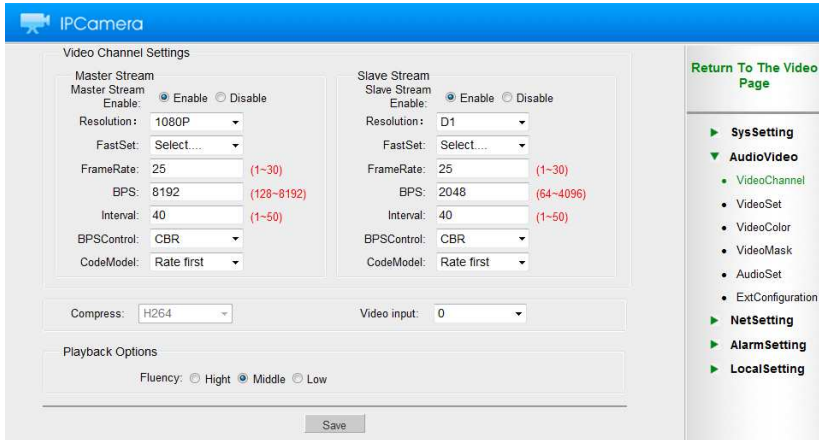 IPCamera
Video Channel Settings
Master Stream
Master Stream Enable: Enable Disable
Resolution: 1080P
FastSet: Select....
FrameRate: 25 (1~30)
BPS: 8192 (128~8192)
Interval: 40 (1~50)
BPSControl: CBR
CodeModel: Rate first
Slave Stream
Slave Stream Enable: Enable Disable
Resolution: D1
FastSet: Select....
FrameRate: 25 (1~30)
BPS: 2048 (64~4096)
Interval: 40 (1~50)
BPSControl: CBR
CodeModel: Rate first
Compress: H264
Video input: 0
Playback Options
Fluency: Hight Middle Low
Save
Return To The Video
Page
SysSetting
AudioVideo
VideoChannel
VideoSet
VideoColor
VideoMask
AudioSet
ExtConfiguration
NetSetting
AlarmSetting
LocalSetting